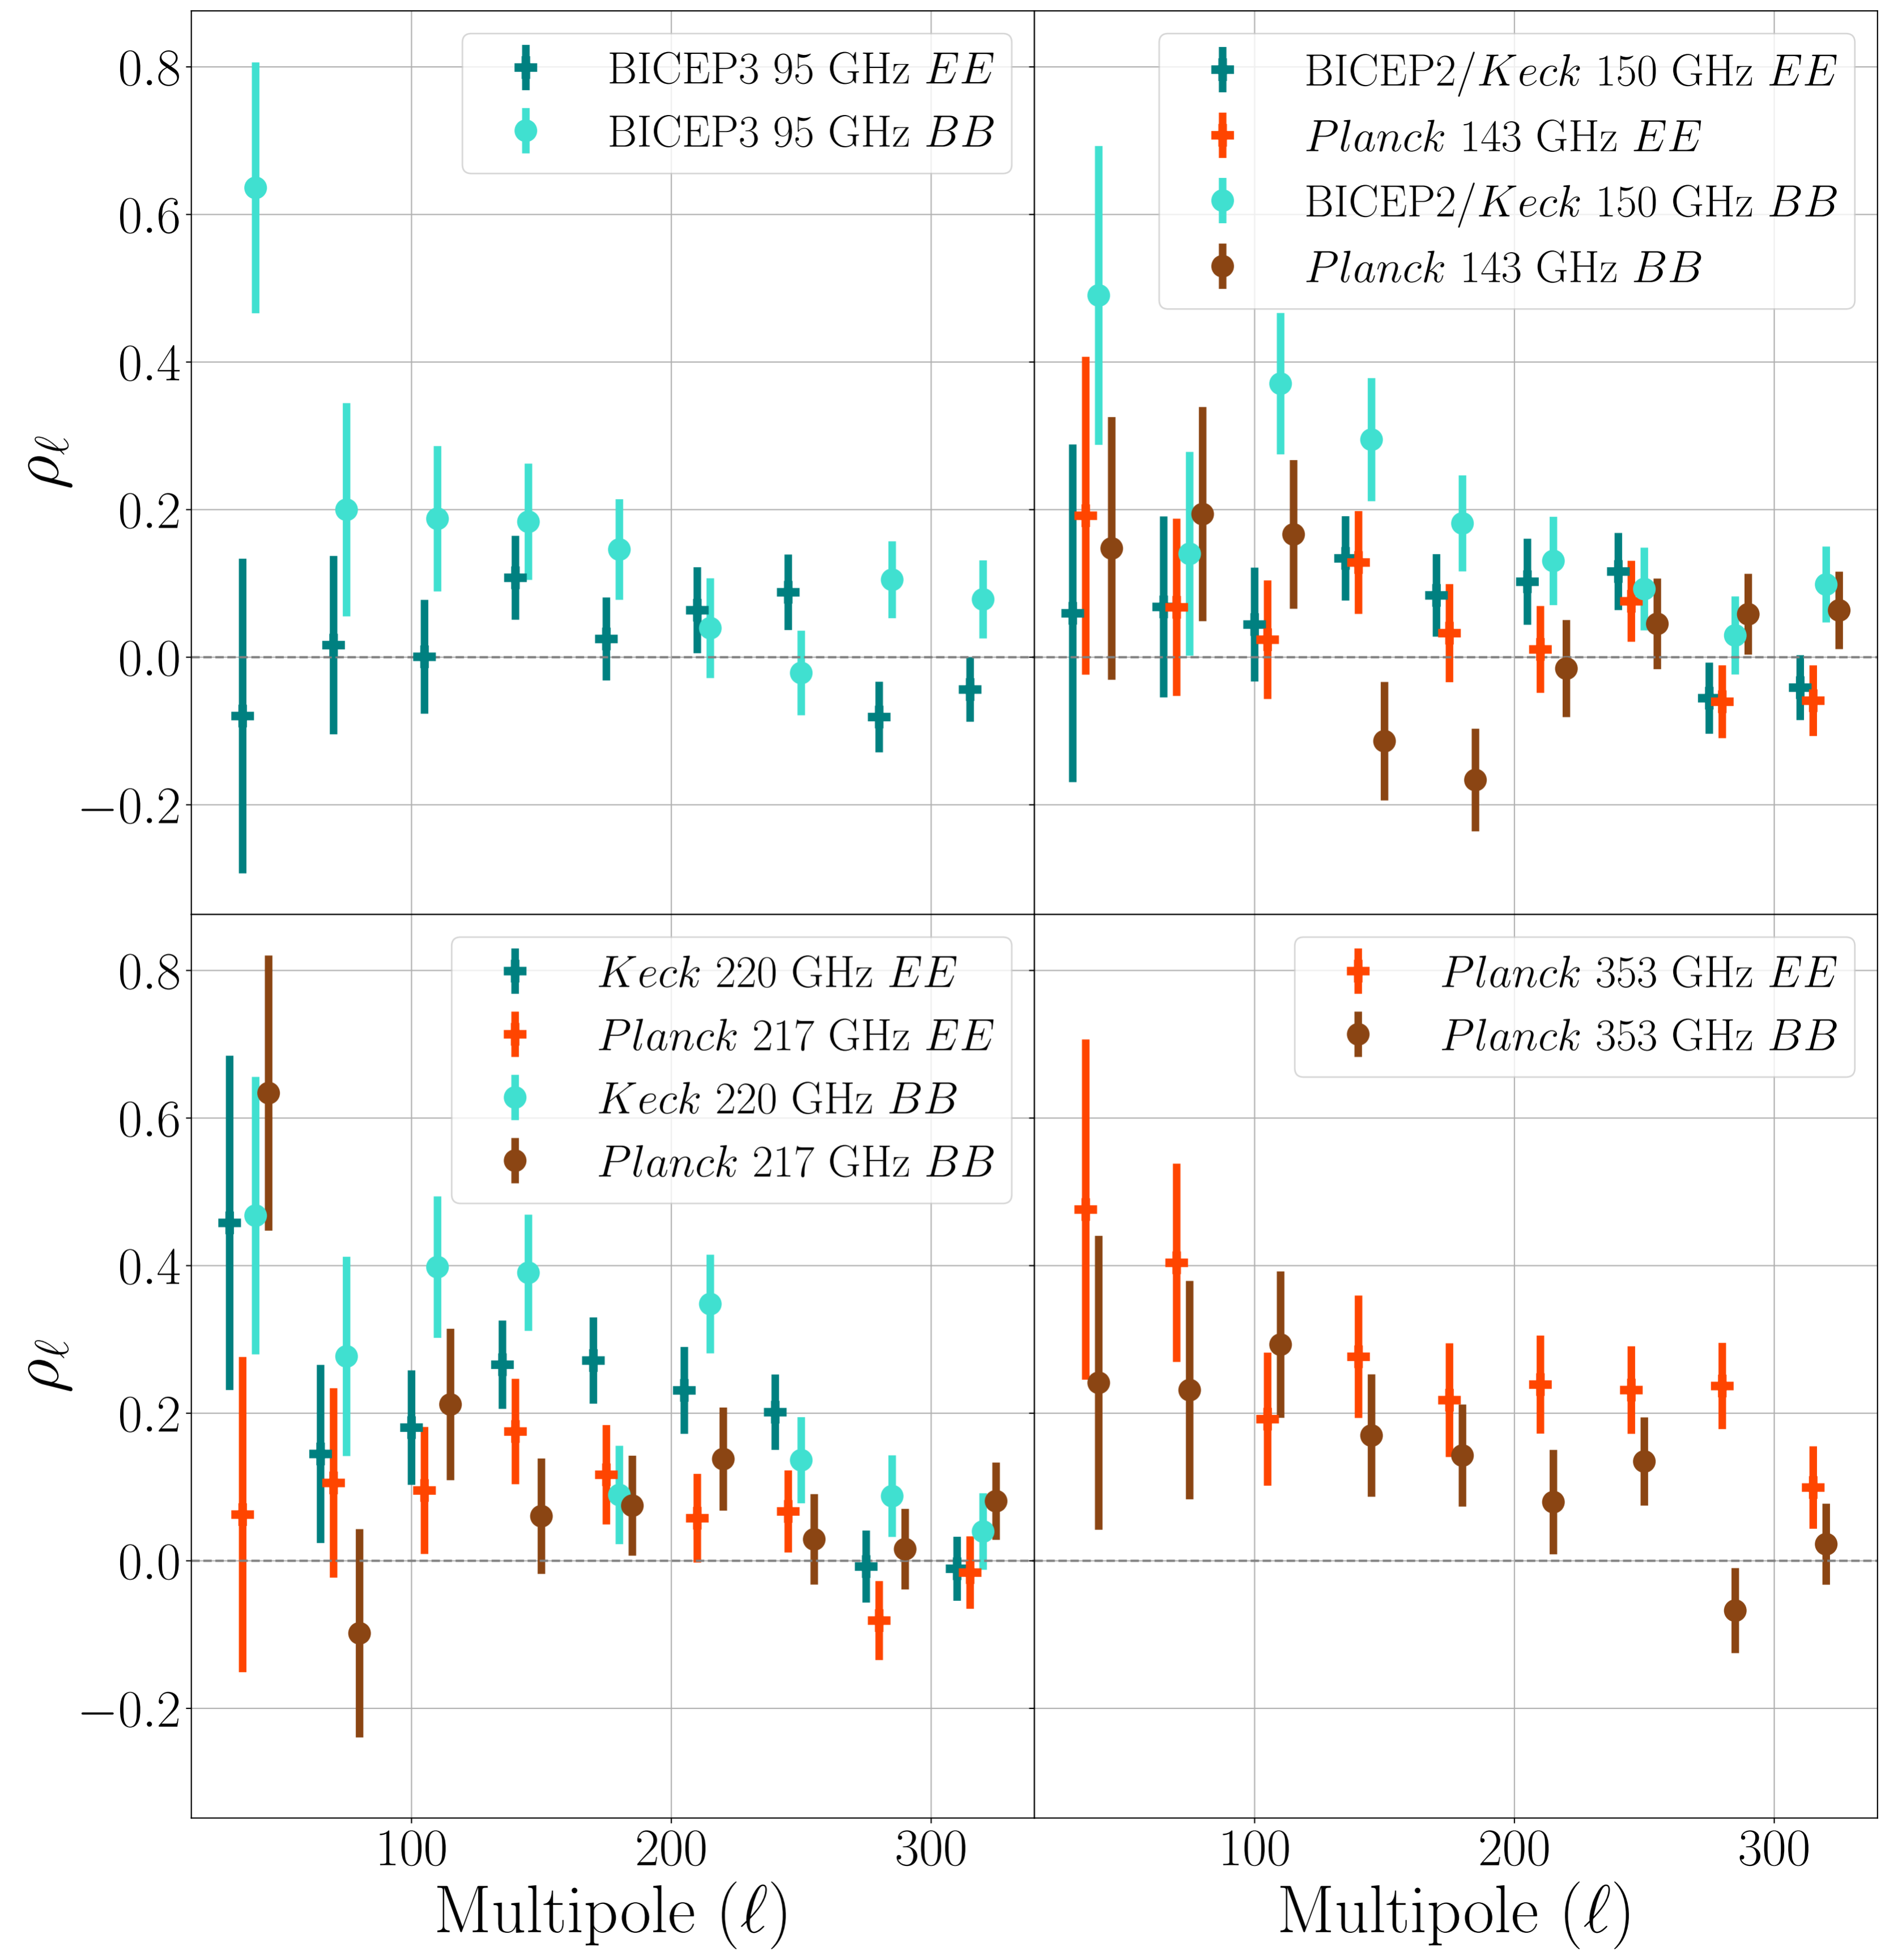 BICEP3 95 GHz EE
BICEP3 95 GHz BB
BICEP2/Keck 150 GHz EE
Planck 143 GHz EE
BICEP2/Keck 150 GHz BB
Planck 143 GHz BB
0.8
0.6
0.4
0.2
0.0
−0.2
ρℓ
Keck 220 GHz EE
Planck 217 GHz EE
Keck 220 GHz BB
Planck 217 GHz BB
Planck 353 GHz EE
Planck 353 GHz BB
0.8
0.6
0.4
0.2
0.0
−0.2
ρℓ
100 200 300
100 200 300
Multipole (ℓ)
Multipole (ℓ)